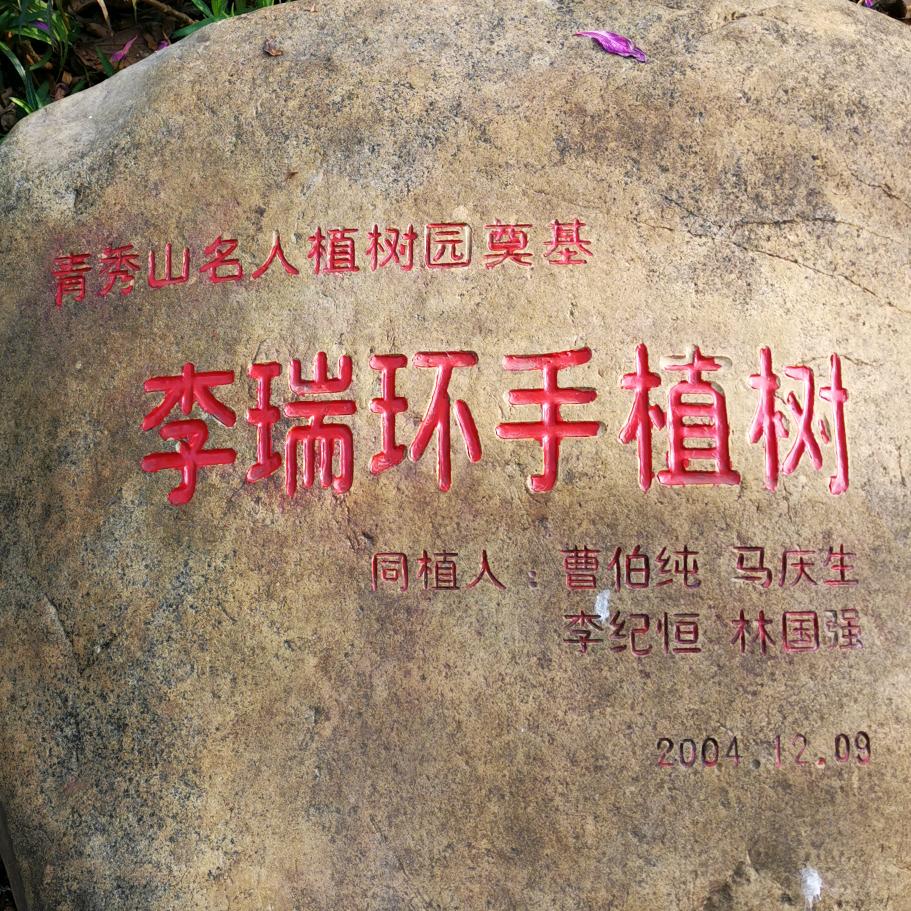 青秀山名人植树园奠基
李瑞环手植树
同植人：曹伯纯 马庆生
李纪恒 林国强
2004.12.09